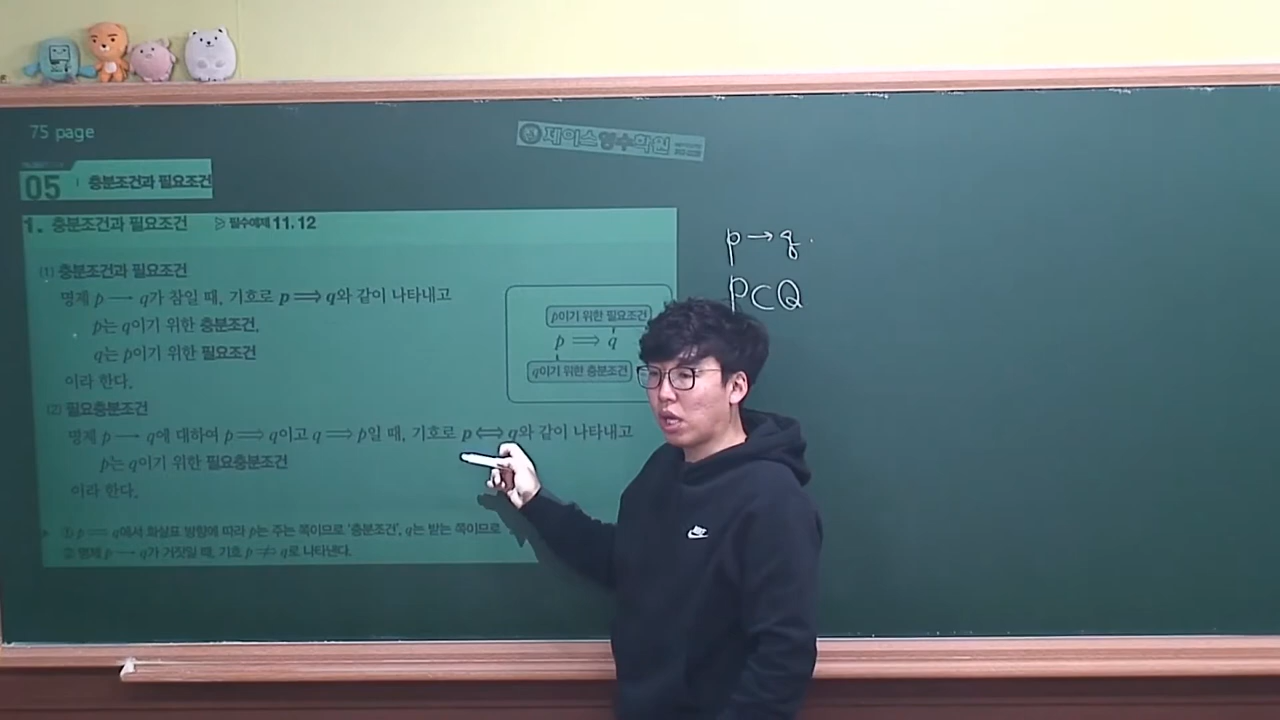 75 page
제이스영수학원
05 충분조건과 필요조건
1. 충분조건과 필요조건 ▷ 필수예제 11, 12
(1) 충분조건과 필요조건
명제 p → q가 참일 때, 기호로 p ⟹ q와 같이 나타내고
p는 q이기 위한 충분조건,
q는 p이기 위한 필요조건
이라 한다.
p이기 위한 필요조건
p ⟹ q
q이기 위한 충분조건
(2) 필요충분조건
명제 p → q에 대하여 p ⟹ q이고 q ⟹ p일 때, 기호로 p ⟺ q와 같이 나타내고
p는 q이기 위한 필요충분조건
이라 한다.
① p ⟹ q에서 화살표 방향에 따라 p는 주는 쪽이므로 '충분조건', q는 받는 쪽이므로
② 명제 p → q가 거짓일 때, 기호 p ⇏ q로 나타낸다.
p → q.
P⊂Q